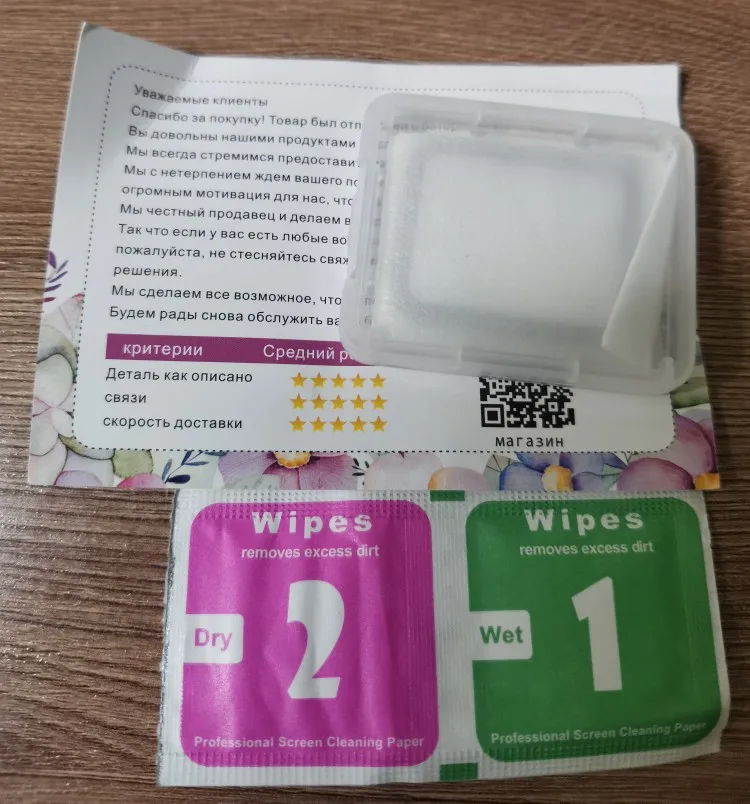 Уважаемые клиенты
Спасибо за покупку! Товар был отп
Вы довольны нашими продуктами
Мы всегда стремимся предостави
Мы с нетерпением ждем вашего
огромным мотивация для нас, что
Мы честный продавец и делаем в
Так что если у вас есть любые во
пожалуйста, не стесняйтесь свяж
решения.
Мы сделаем все возможное, что
Будем рады снова обслужить ва
критерии Средний
Деталь как описано
связи
скорость доставки
магазин
Wipes
removes excess dirt
2
Dry
Professional Screen Cleaning Paper
Wipes
removes excess dirt
1
Wet
Professional Screen Cleaning Paper